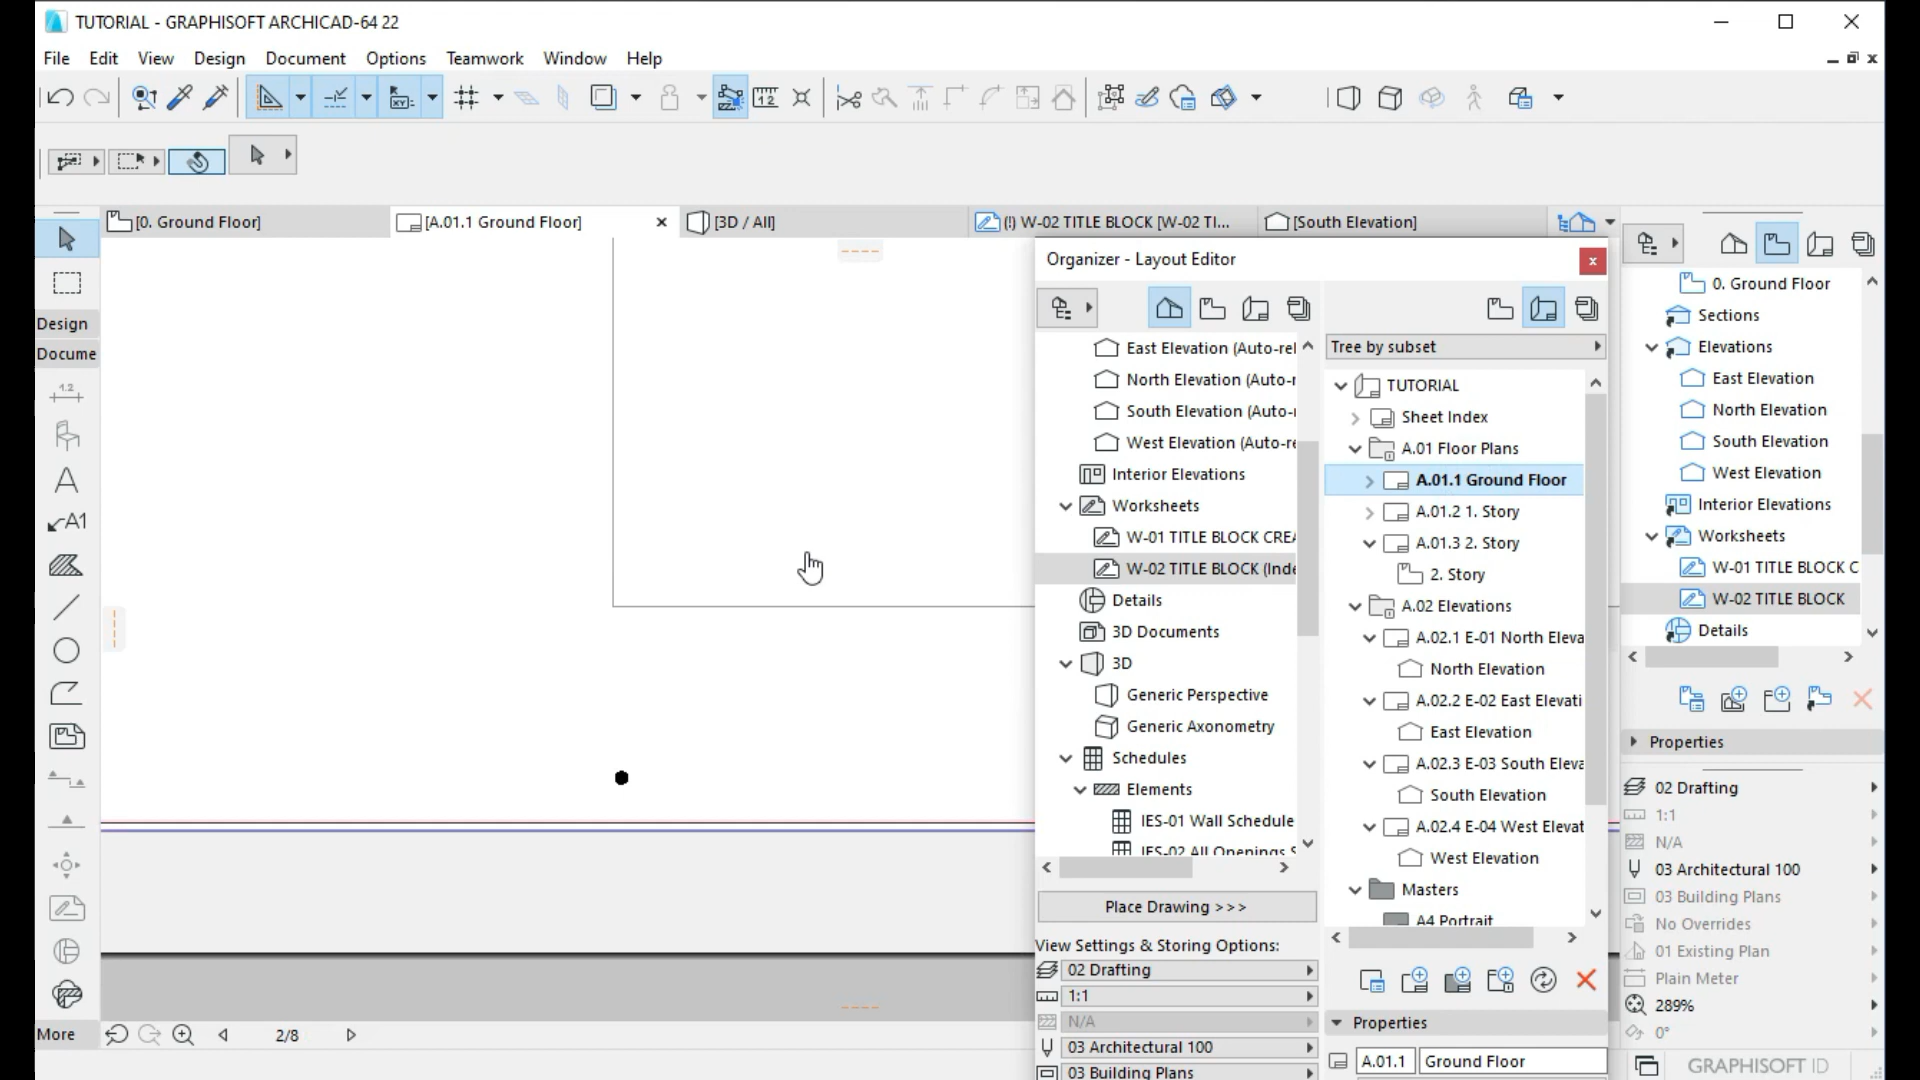 TUTORIAL - GRAPHISOFT ARCHICAD-64 22
File Edit View Design Document Options Teamwork Window Help
[0. Ground Floor]
[A.01.1 Ground Floor]
[3D / All]
(!) W-02 TITLE BLOCK [W-02 TI...
[South Elevation]
Design
Docume
More
2/8
Organizer - Layout Editor
East Elevation (Auto-rel
North Elevation (Auto-r
South Elevation (Auto-
West Elevation (Auto-re
Interior Elevations
Worksheets
W-01 TITLE BLOCK CREA
W-02 TITLE BLOCK (Inde
Details
3D Documents
3D
Generic Perspective
Generic Axonometry
Schedules
Elements
IES-01 Wall Schedule
IES-02 All Openings S
Place Drawing >>>
View Settings & Storing Options:
02 Drafting
1:1
N/A
03 Architectural 100
03 Building Plans
Tree by subset
TUTORIAL
Sheet Index
A.01 Floor Plans
A.01.1 Ground Floor
A.01.2 1. Story
A.01.3 2. Story
2. Story
A.02 Elevations
A.02.1 E-01 North Eleva
North Elevation
A.02.2 E-02 East Elevati
East Elevation
A.02.3 E-03 South Eleva
South Elevation
A.02.4 E-04 West Elevat
West Elevation
Masters
A4 Portrait
Properties
A.01.1 Ground Floor
0. Ground Floor
Sections
Elevations
East Elevation
North Elevation
South Elevation
West Elevation
Interior Elevations
Worksheets
W-01 TITLE BLOCK C
W-02 TITLE BLOCK
Details
Properties
02 Drafting
1:1
N/A
03 Architectural 100
03 Building Plans
No Overrides
01 Existing Plan
Plain Meter
289%
0°
GRAPHISOFT ID